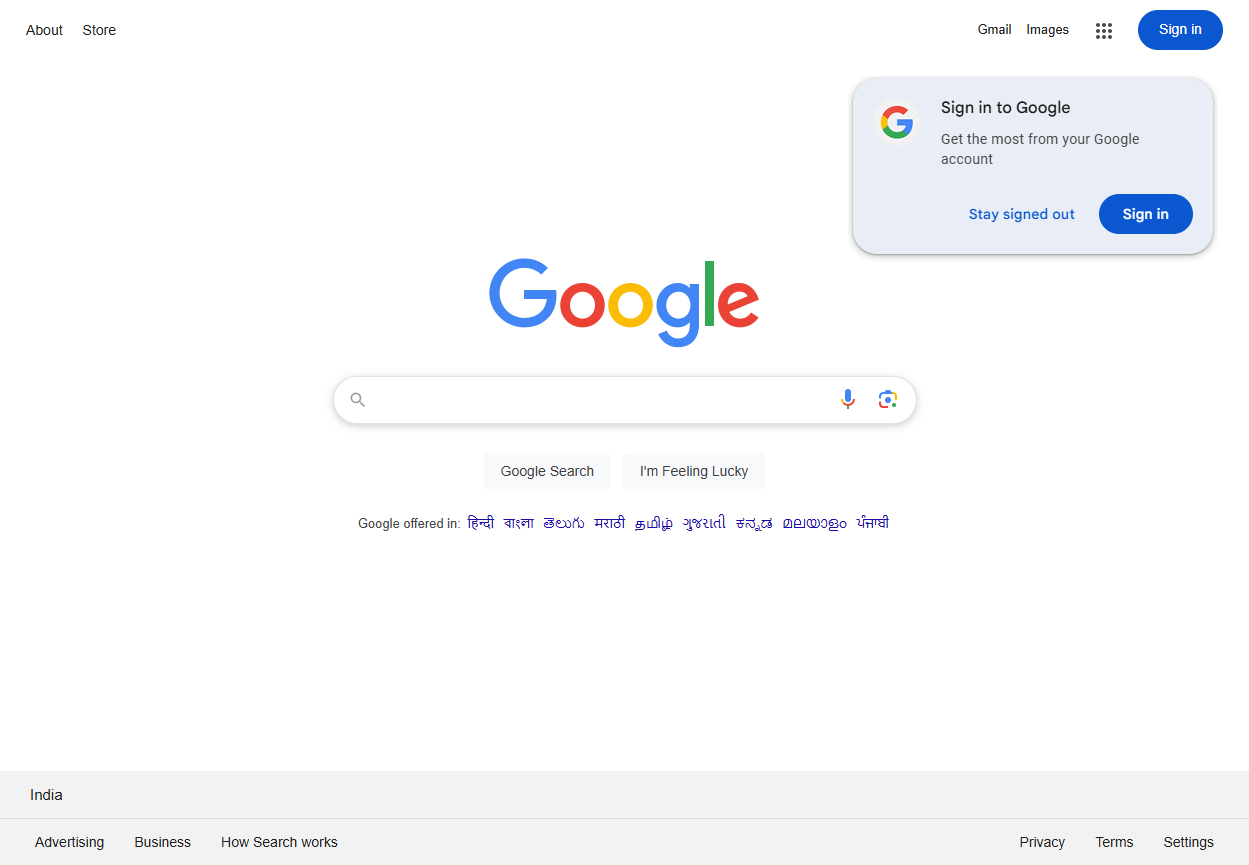 About Store
Gmail Images
Sign in
Sign in to Google
Get the most from your Google
account
Stay signed out
Sign in
Google
Google Search
I'm Feeling Lucky
Google offered in: हिन्दी বাংলা తెలుగు मराठी தமிழ் ગુજરાતી ಕನ್ನಡ മലയാളം ਪੰਜਾਬੀ
India
Advertising Business How Search works
Privacy Terms Settings